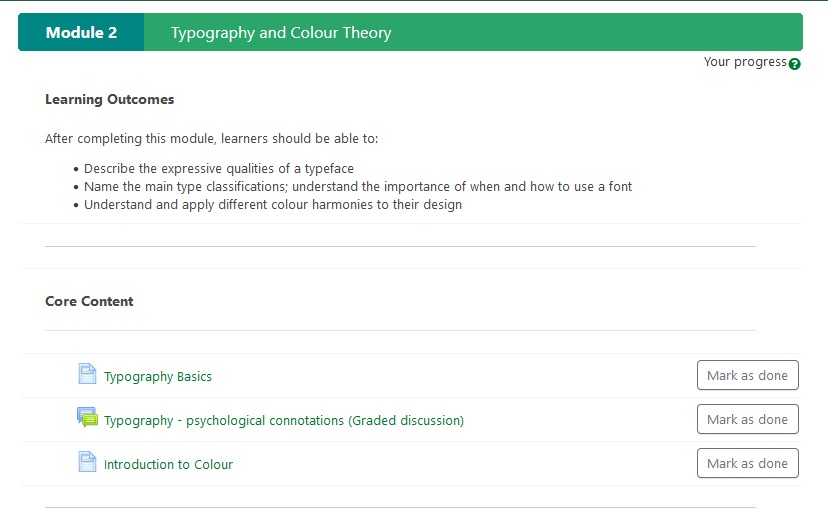 Module 2 Typography and Colour Theory
Your progress
Learning Outcomes
After completing this module, learners should be able to:
• Describe the expressive qualities of a typeface
• Name the main type classifications; understand the importance of when and how to use a font
• Understand and apply different colour harmonies to their design
Core Content
Typography Basics Mark as done
Typography - psychological connotations (Graded discussion) Mark as done
Introduction to Colour Mark as done